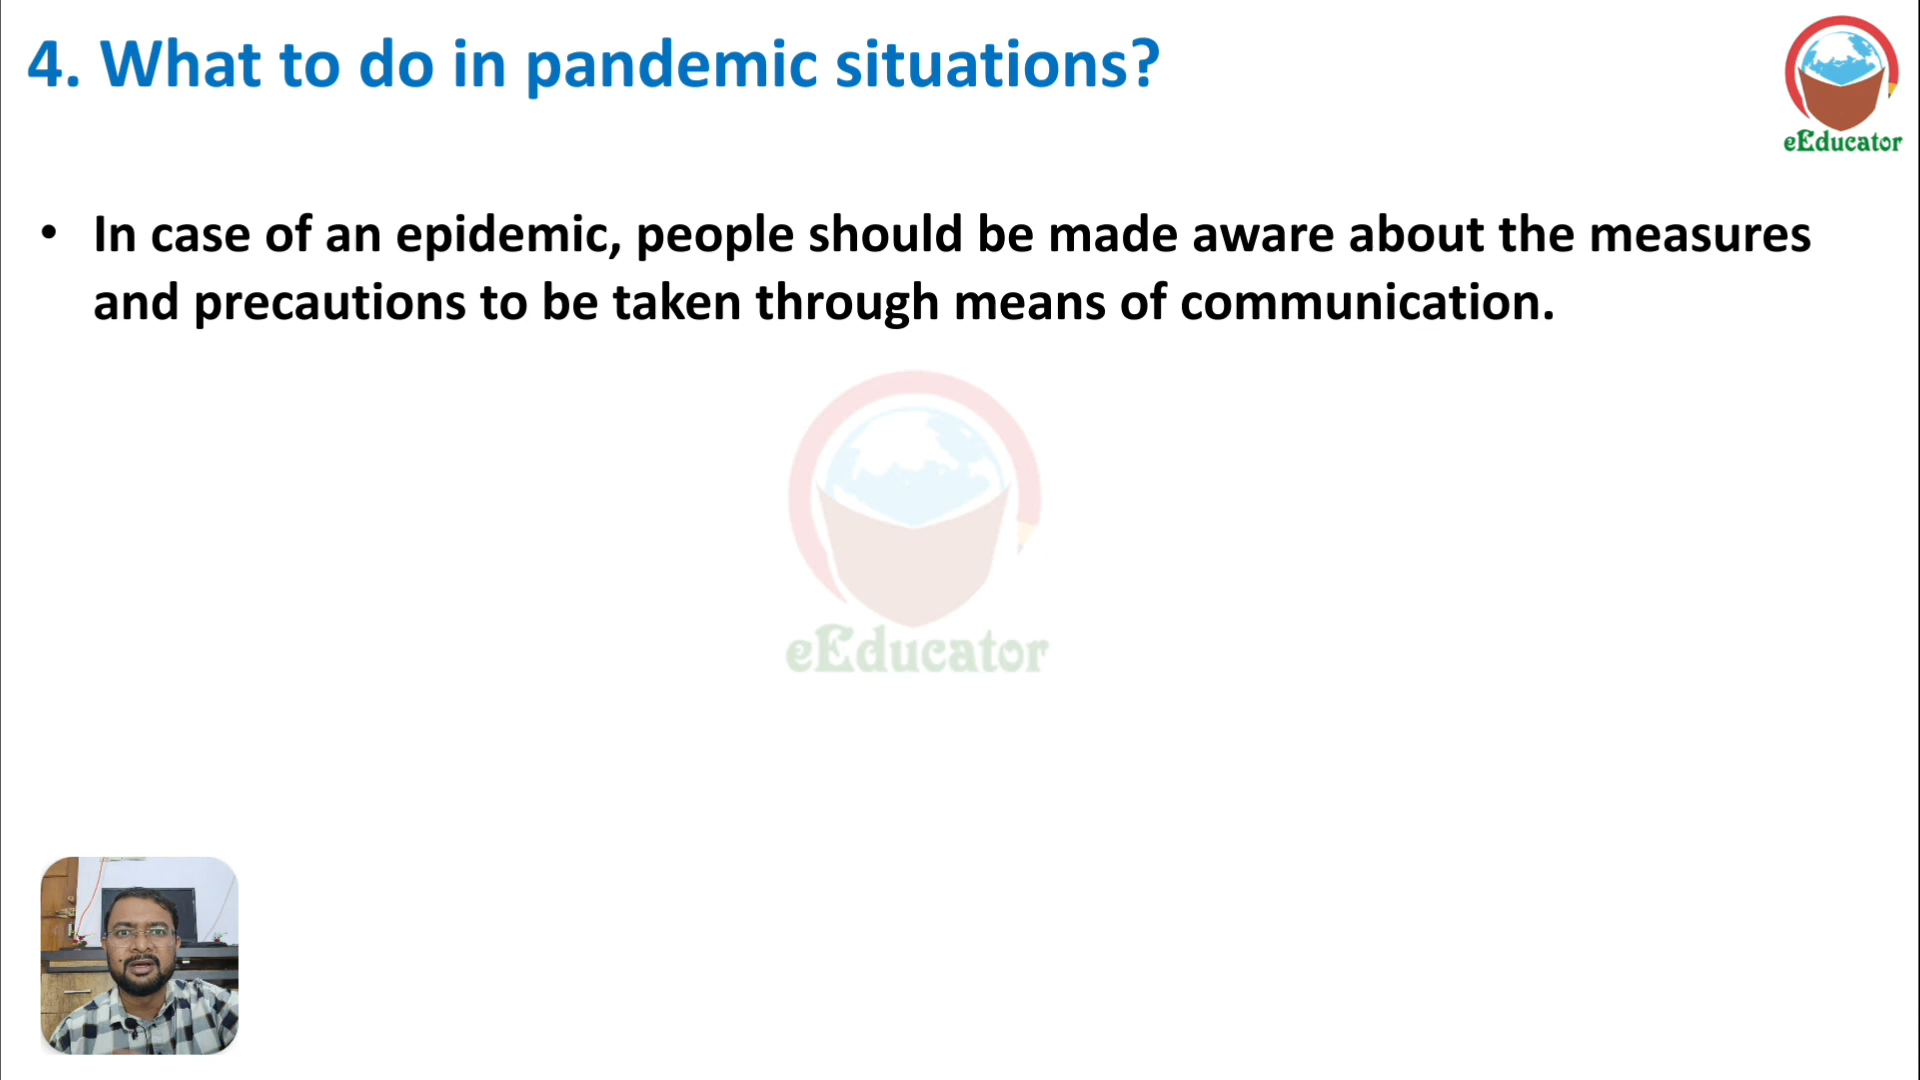 4. What to do in pandemic situations?
eEducator
• In case of an epidemic, people should be made aware about the measures
and precautions to be taken through means of communication.
eEducator